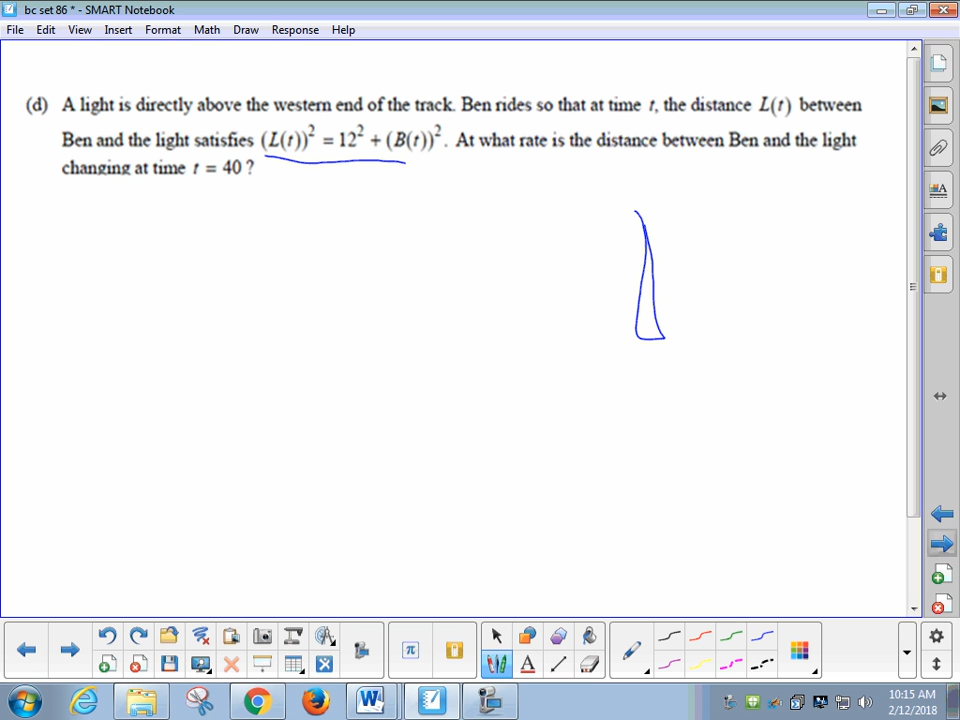 bc set 86 * - SMART Notebook
File Edit View Insert Format Math Draw Response Help
(d) A light is directly above the western end of the track. Ben rides so that at time t, the distance L(t) between
Ben and the light satisfies (L(t))² = 12² + (B(t))². At what rate is the distance between Ben and the light
changing at time t = 40 ?
10:15 AM
2/12/2018